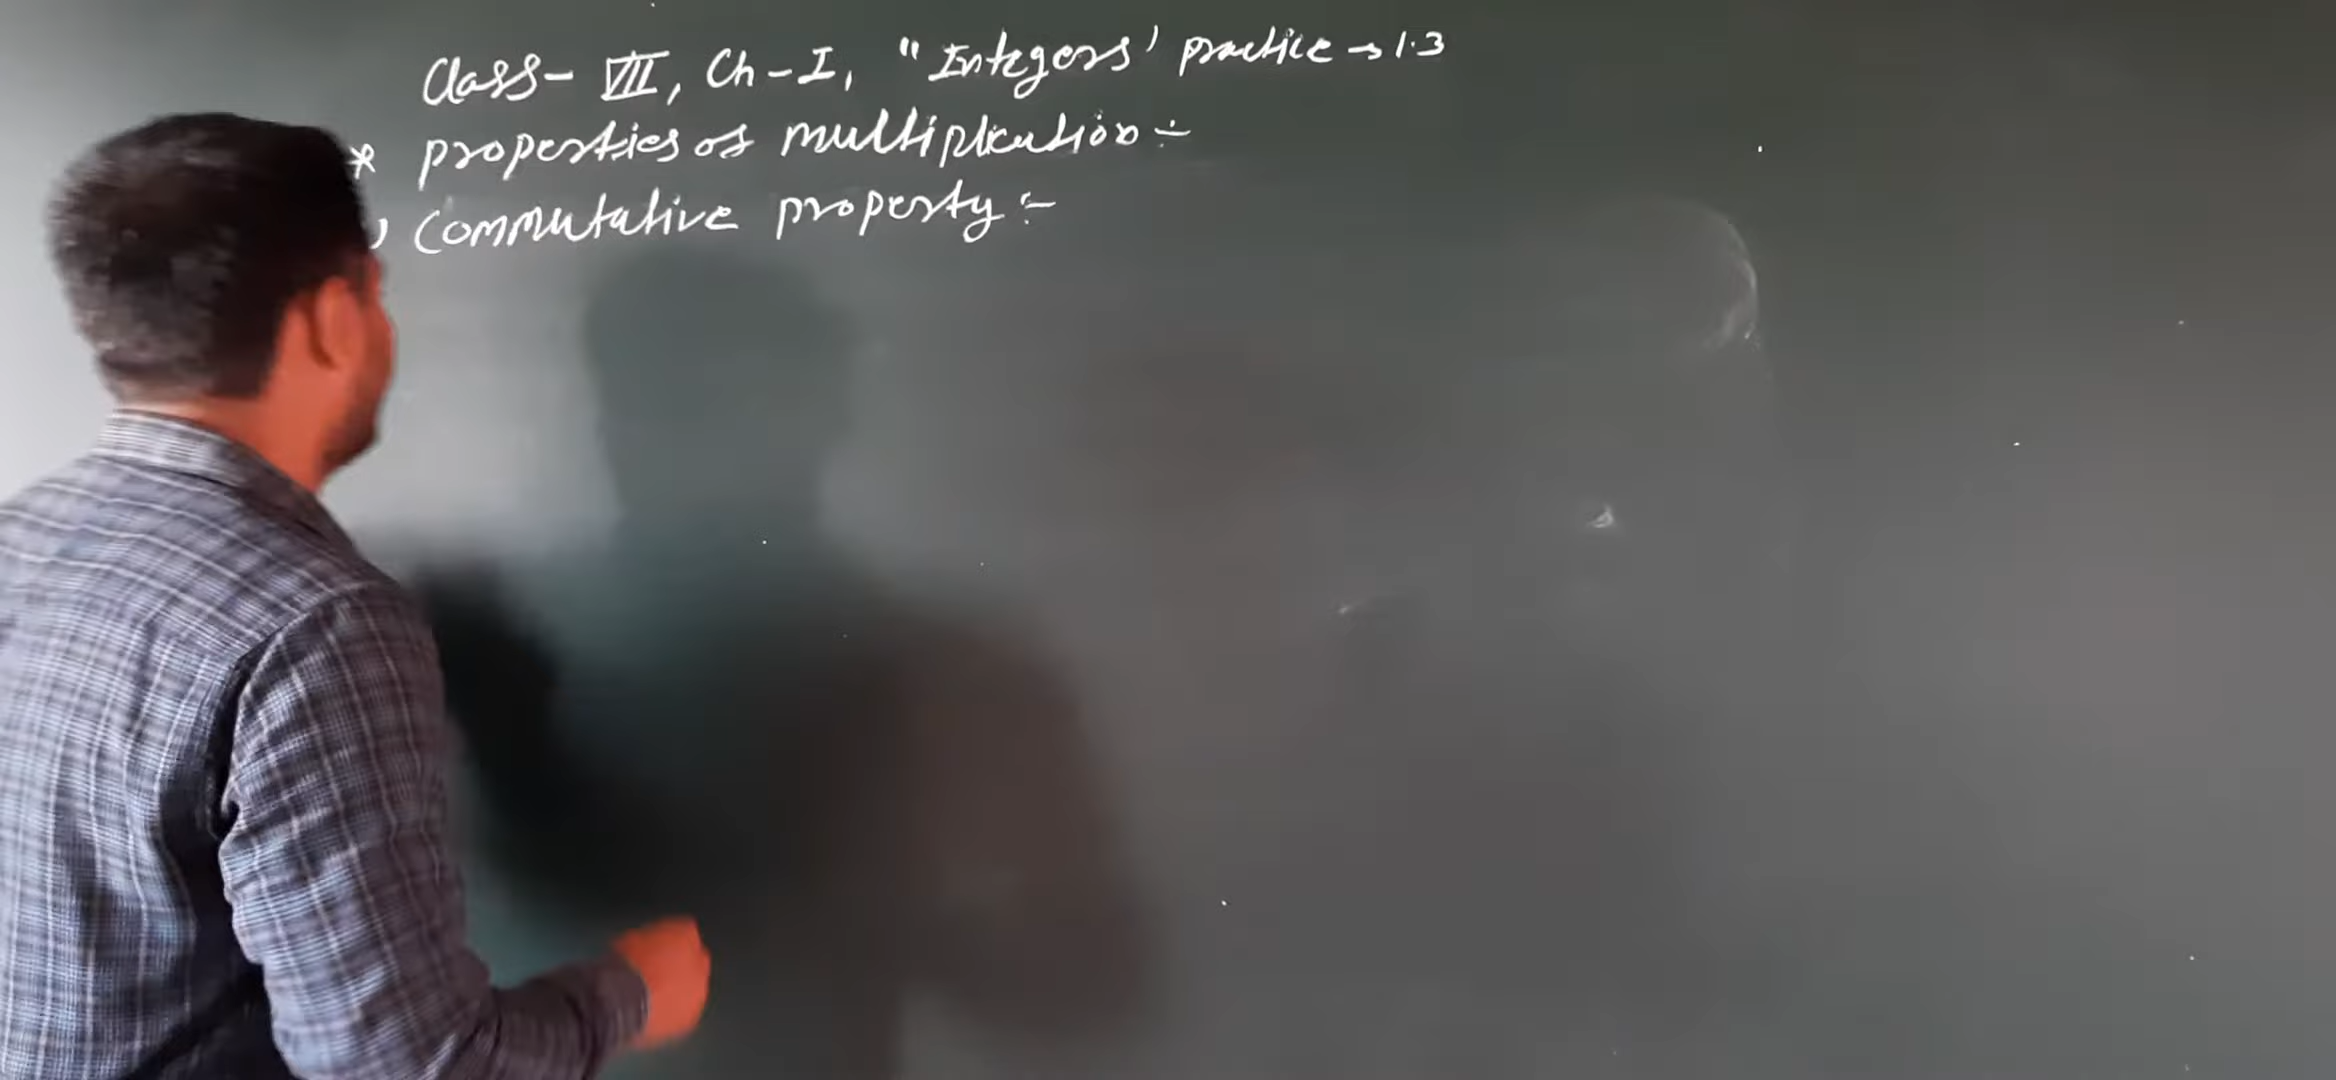 Class- VII, Ch-I, "Integers' practice → 1.3
* properties of multiplication :-
) Commutative property :-